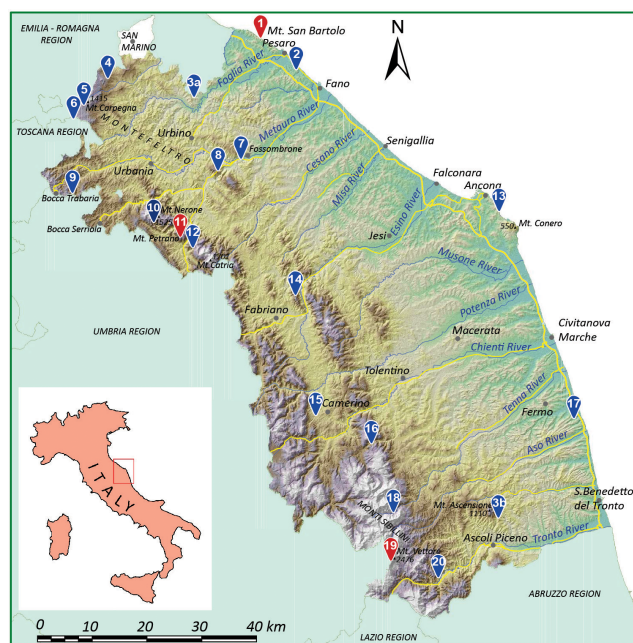 EMILIA - ROMAGNA
REGION
SAN
MARINO
1
Mt. San Bartolo
Pesaro
2
4
3a
Foglia River
Fano
5
1415
Mt.Carpegna
6
MONTEFELTRO
TOSCANA REGION
Metauro River
Urbino
7
Fossombrone
8
Cesano River
Senigallia
Urbania
Misa River
9
Bocca Trabaria
Falconara
Ancona
13
10
Mt.Nerone
1525
11
Bocca Serriola
Mt. Petrano
12
Mt.Catria
Esino River
Jesi
550
Mt. Conero
Musone River
14
Potenza River
Fabriano
UMBRIA REGION
Macerata
Civitanova
Marche
Chienti River
Tolentino
15
Camerino
Tenna River
17
Fermo
16
Aso River
ITALY
18
MONTI SIBILLINI
Mt. Ascensione
1110
3b
S.Benedetto
del Tronto
19
Mt. Vettore
2476
Ascoli Piceno
Tronto River
20
ABRUZZO REGION
0 10 20 30 40 km
LAZIO REGION